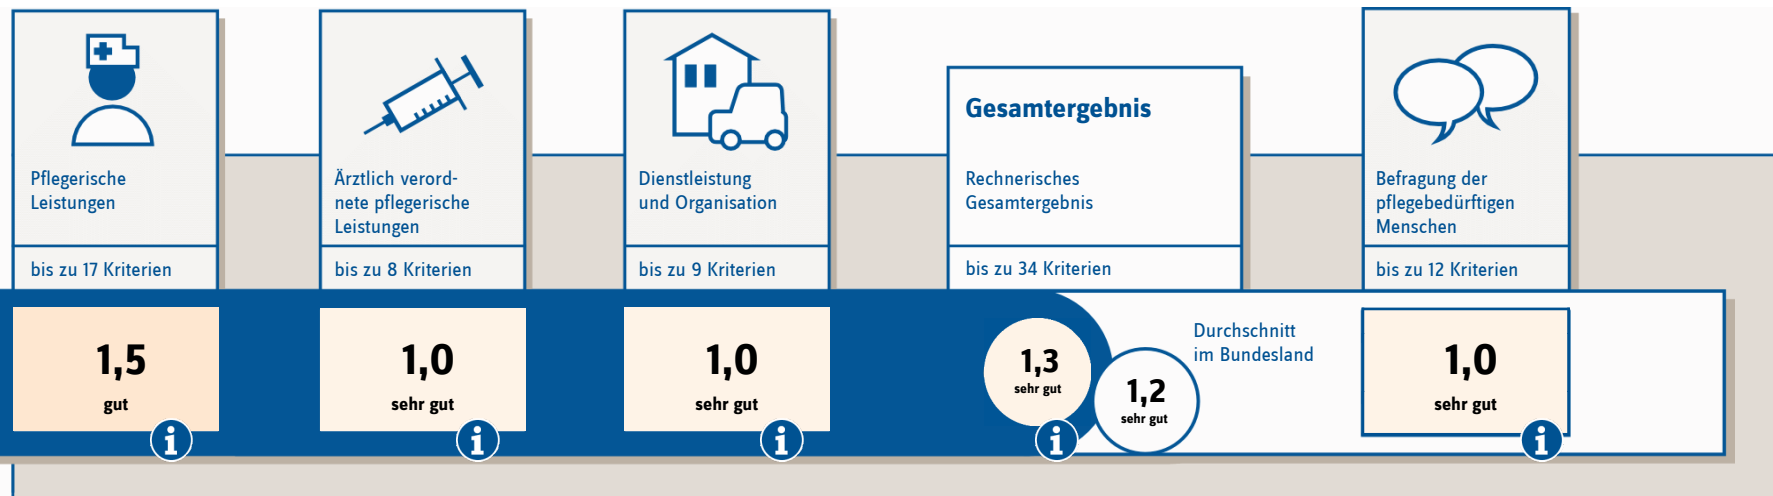 Pflegerische
Leistungen
bis zu 17 Kriterien
1,5
gut
i
Ärztlich verord-
nete pflegerische
Leistungen
bis zu 8 Kriterien
1,0
sehr gut
i
Dienstleistung
und Organisation
bis zu 9 Kriterien
1,0
sehr gut
i
Gesamtergebnis
Rechnerisches
Gesamtergebnis
bis zu 34 Kriterien
1,3
sehr gut
i
1,2
sehr gut
Durchschnitt
im Bundesland
Befragung der
pflegebedürftigen
Menschen
bis zu 12 Kriterien
1,0
sehr gut
i